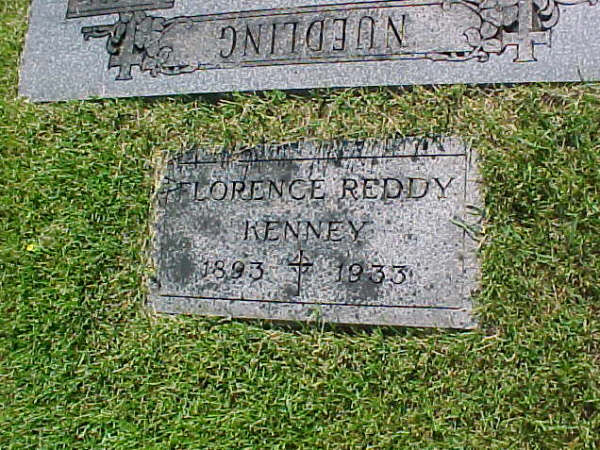 NUEDLING
FLORENCE REDDY
KENNEY
1893 1933